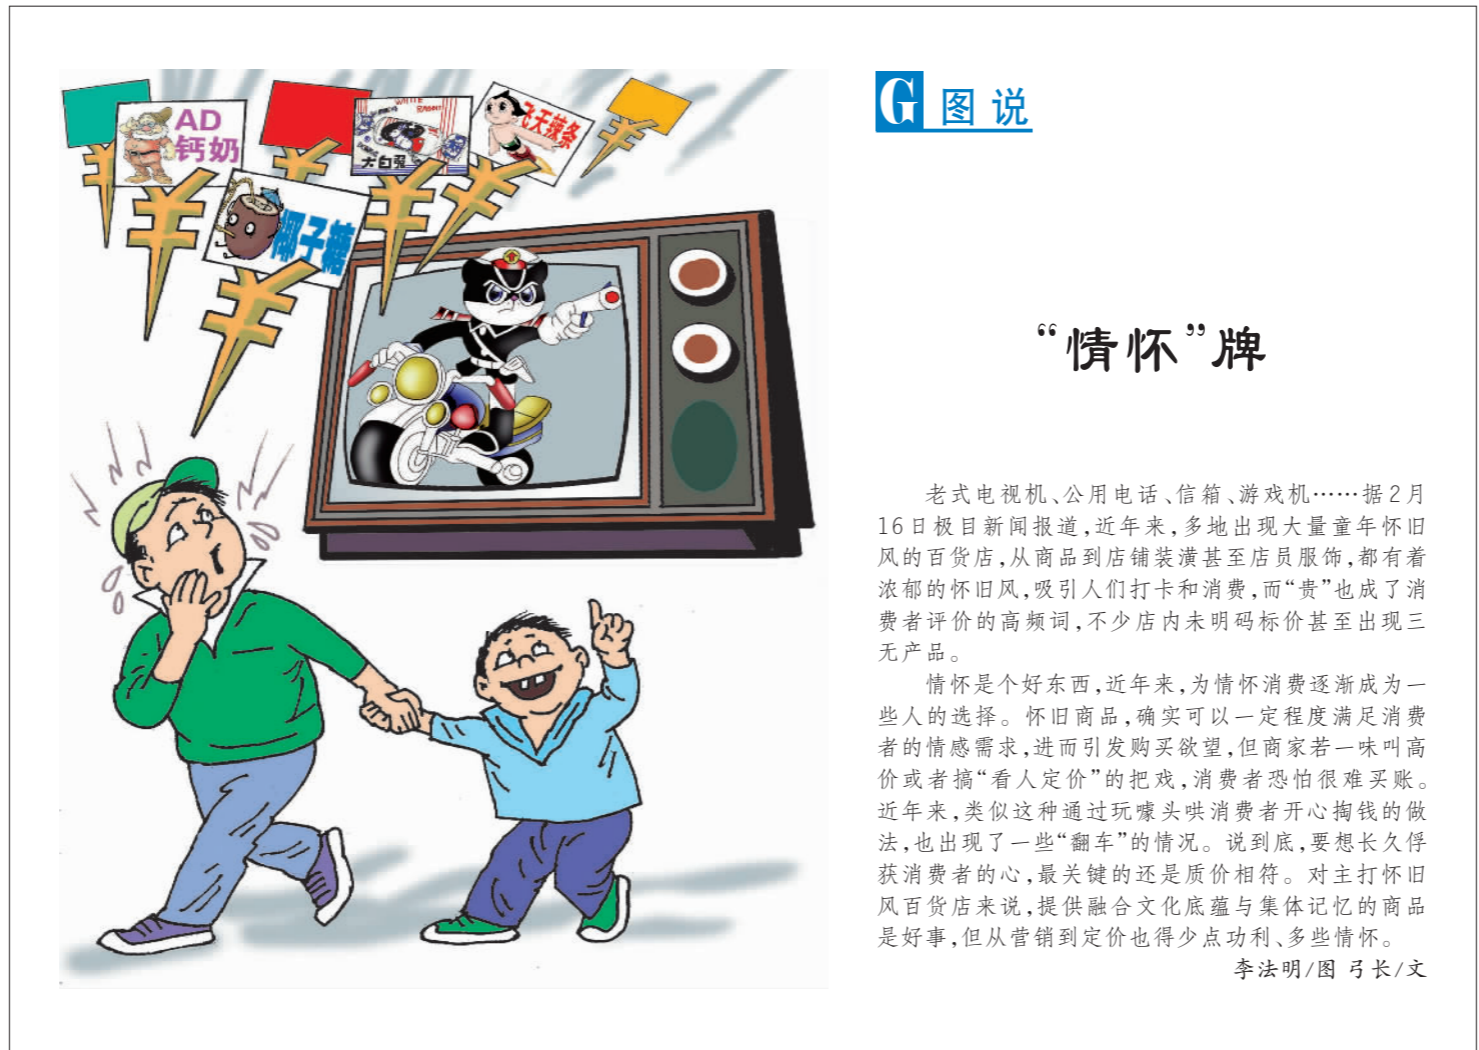 AD
钙奶
WHITE
RABBIT
大白兔
飞天辣条
椰子糖
G 图说
“情怀”牌
老式电视机、公用电话、信箱、游戏机……据2月
16日极目新闻报道,近年来,多地出现大量童年怀旧
风的百货店,从商品到店铺装潢甚至店员服饰,都有着
浓郁的怀旧风,吸引人们打卡和消费,而“贵”也成了消
费者评价的高频词,不少店内未明码标价甚至出现三
无产品。
情怀是个好东西,近年来,为情怀消费逐渐成为一
些人的选择。怀旧商品,确实可以一定程度满足消费
者的情感需求,进而引发购买欲望,但商家若一味叫高
价或者搞“看人定价”的把戏,消费者恐怕很难买账。
近年来,类似这种通过玩噱头哄消费者开心掏钱的做
法,也出现了一些“翻车”的情况。说到底,要想长久俘
获消费者的心,最关键的还是质价相符。对主打怀旧
风百货店来说,提供融合文化底蕴与集体记忆的商品
是好事,但从营销到定价也得少点功利、多些情怀。
李法明/图 弓长/文